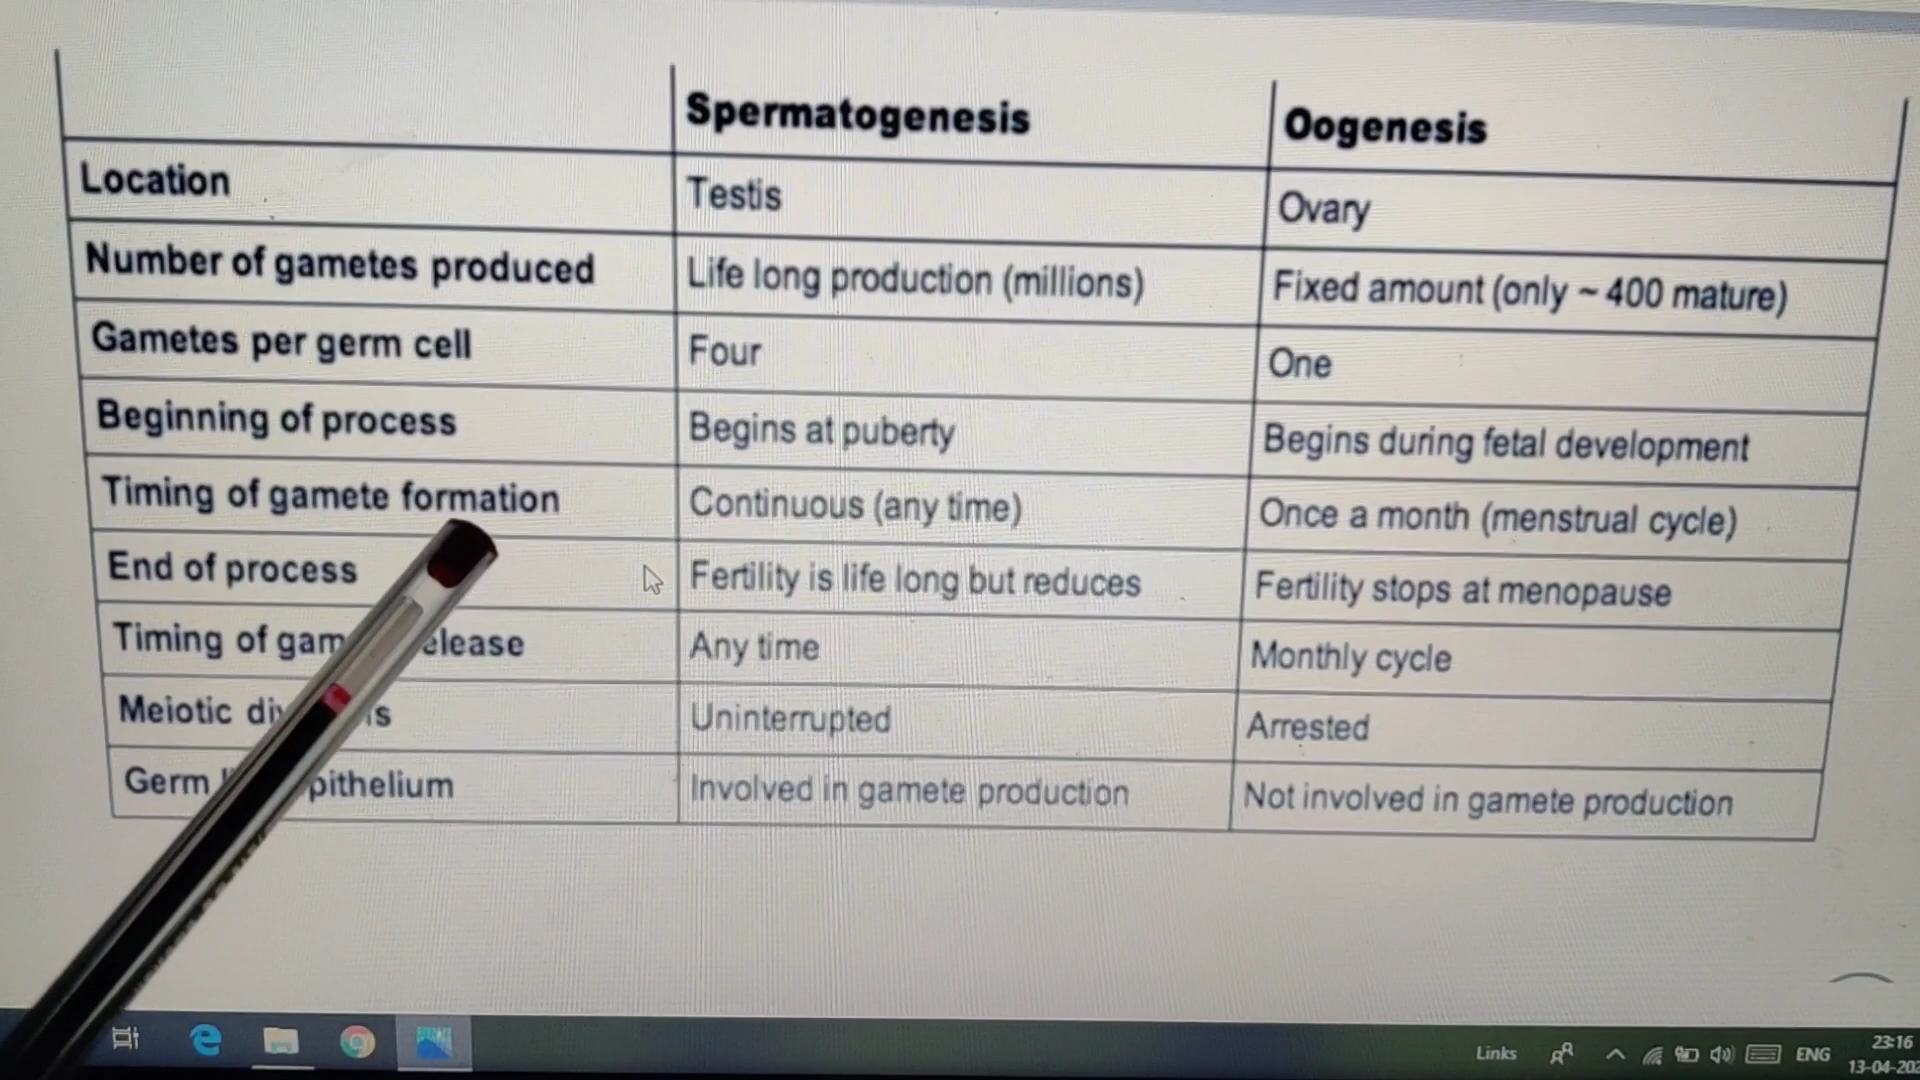 Spermatogenesis Oogenesis
Location Testis Ovary
Number of gametes produced Life long production (millions) Fixed amount (only ~ 400 mature)
Gametes per germ cell Four One
Beginning of process Begins at puberty Begins during fetal development
Timing of gamete formation Continuous (any time) Once a month (menstrual cycle)
End of process Fertility is life long but reduces Fertility stops at menopause
Timing of Any time Monthly cycle
Meiotic Uninterrupted Arrested
Germ Involved in gamete production Not involved in gamete production
Links ENG 23:16